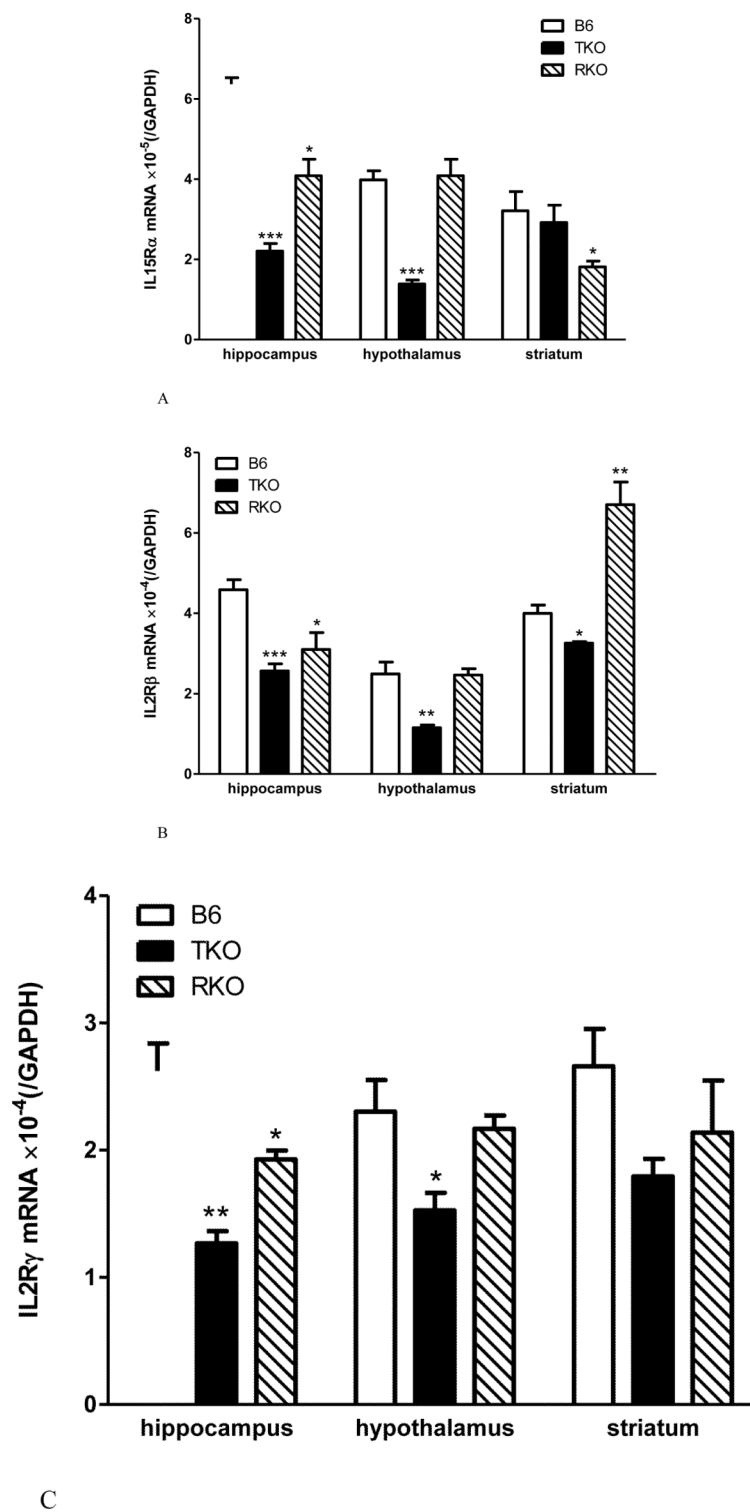 8
6
4
2
0
IL15Rα mRNA ×10-5(/GAPDH)
B6
TKO
RKO
***
*
***
*
hippocampus
hypothalamus
striatum
A
8
6
4
2
0
IL2Rβ mRNA ×10-4(/GAPDH)
B6
TKO
RKO
***
*
**
*
**
hippocampus
hypothalamus
striatum
B
4
3
2
1
0
IL2Rγ mRNA ×10-4(/GAPDH)
B6
TKO
RKO
**
*
*
hippocampus
hypothalamus
striatum
C